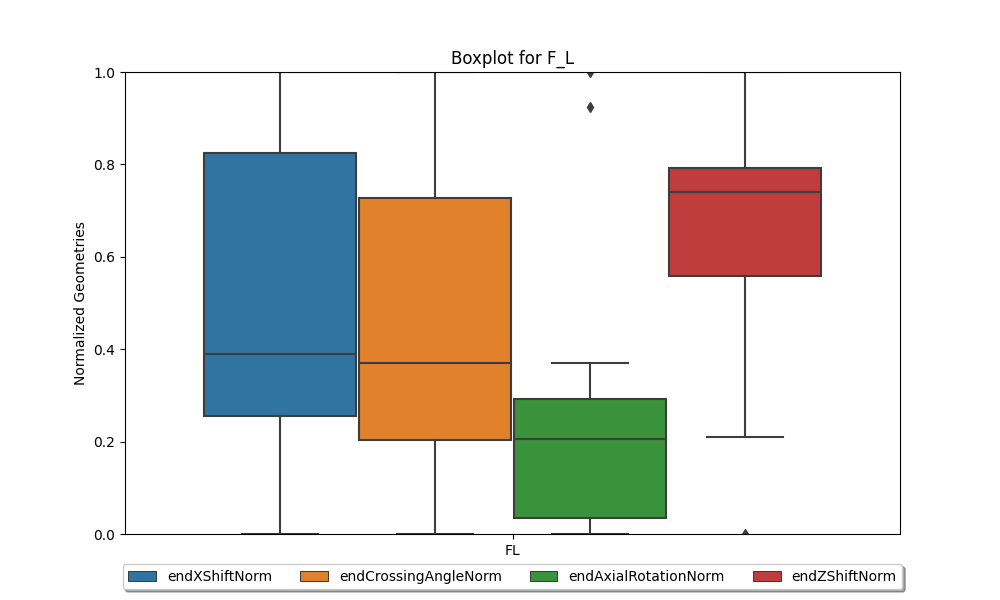 Boxplot for F_L
Normalized Geometries
1.0
0.8
0.6
0.4
0.2
0.0
FL
endXShiftNorm endCrossingAngleNorm endAxialRotationNorm endZShiftNorm